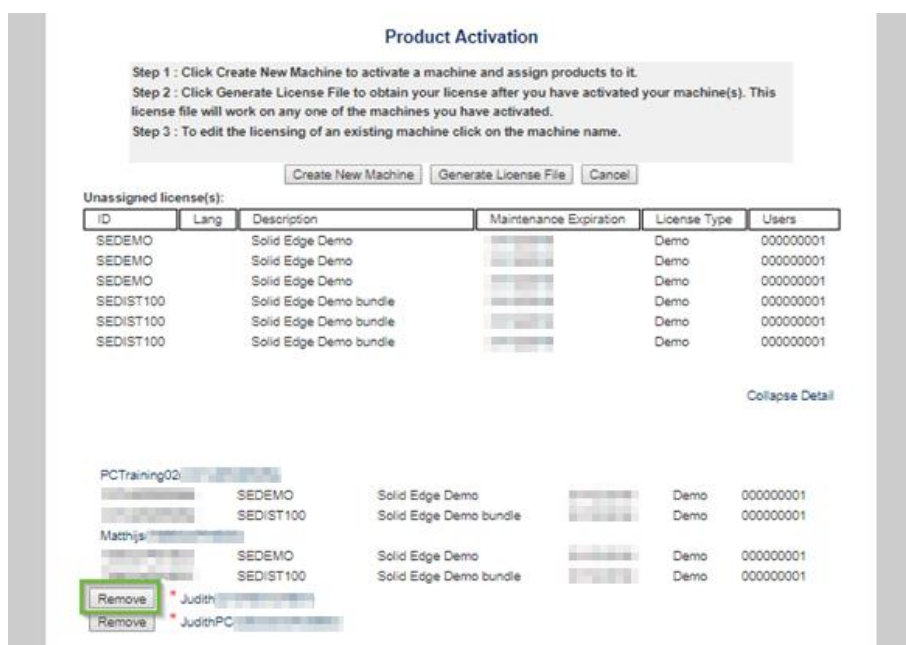 Product Activation
Step 1 : Click Create New Machine to activate a machine and assign products to it.
Step 2 : Click Generate License File to obtain your license after you have activated your machine(s). This
license file will work on any one of the machines you have activated.
Step 3 : To edit the licensing of an existing machine click on the machine name.
Create New Machine Generate License File Cancel
Unassigned license(s):
ID Lang Description Maintenance Expiration License Type Users
SEDEMO Solid Edge Demo Demo 000000001
SEDEMO Solid Edge Demo Demo 000000001
SEDEMO Solid Edge Demo Demo 000000001
SEDIST100 Solid Edge Demo bundle Demo 000000001
SEDIST100 Solid Edge Demo bundle Demo 000000001
SEDIST100 Solid Edge Demo bundle Demo 000000001
Collapse Detail
PCTraining02
SEDEMO Solid Edge Demo Demo 000000001
SEDIST100 Solid Edge Demo bundle Demo 000000001
Matthijs
SEDEMO Solid Edge Demo Demo 000000001
SEDIST100 Solid Edge Demo bundle Demo 000000001
Remove * Judith
Remove * JudithPC